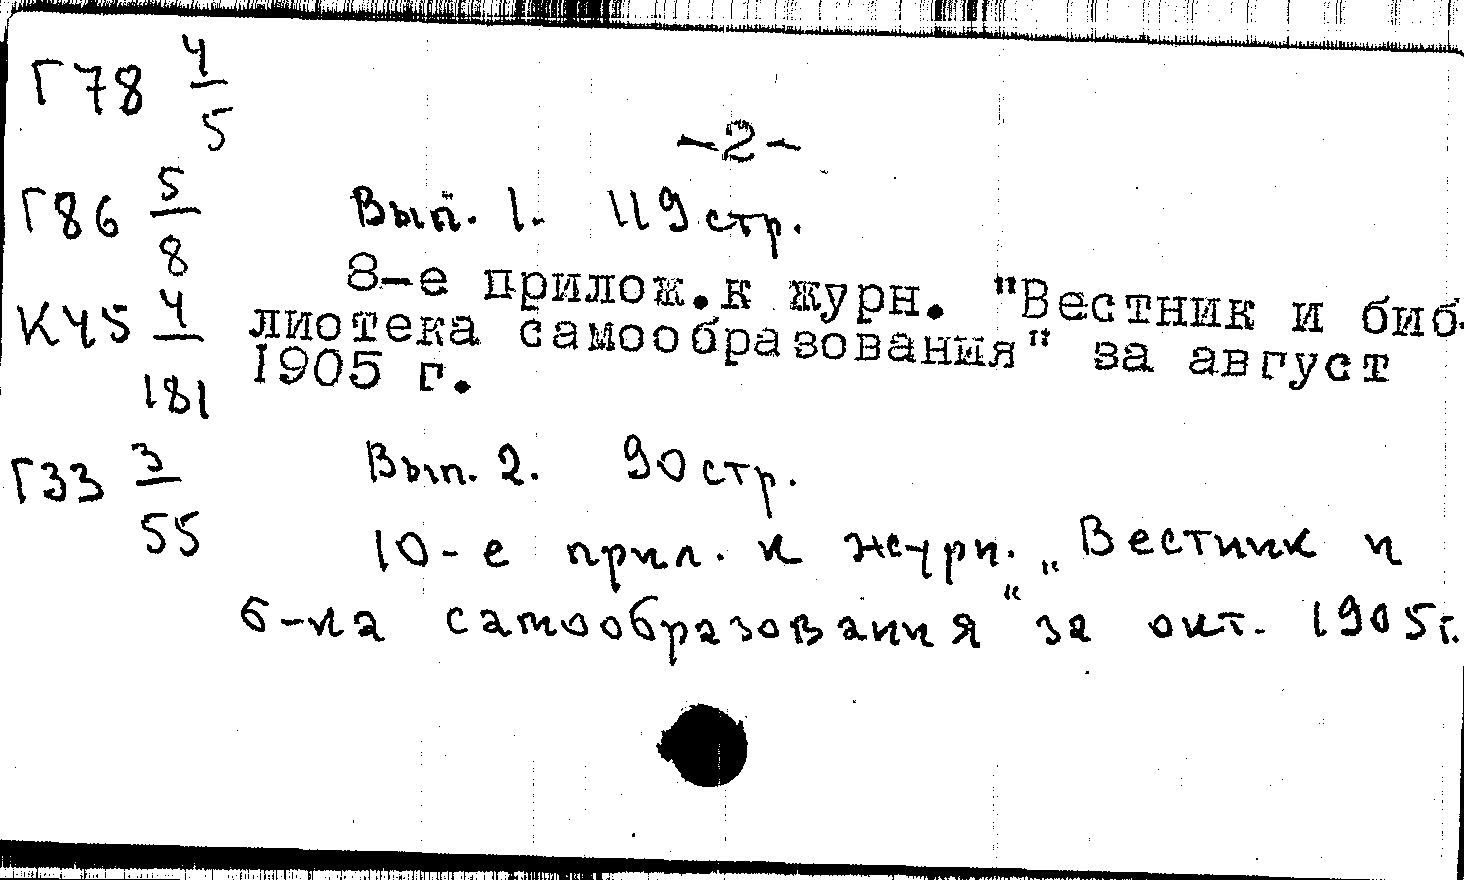 Г78 4/5
-2-
Г86 5/8
Вып. 1. 119 стр.
8-е прилож.к журн. "Вестник и биб-
К45 4/181
лиотека самообразования" за август
1905 г.
Г33 3/55
Вып. 2. 90 стр.
10-е прил. к журн. „Вестник и
б-ка самообразования“ за окт. 1905г.